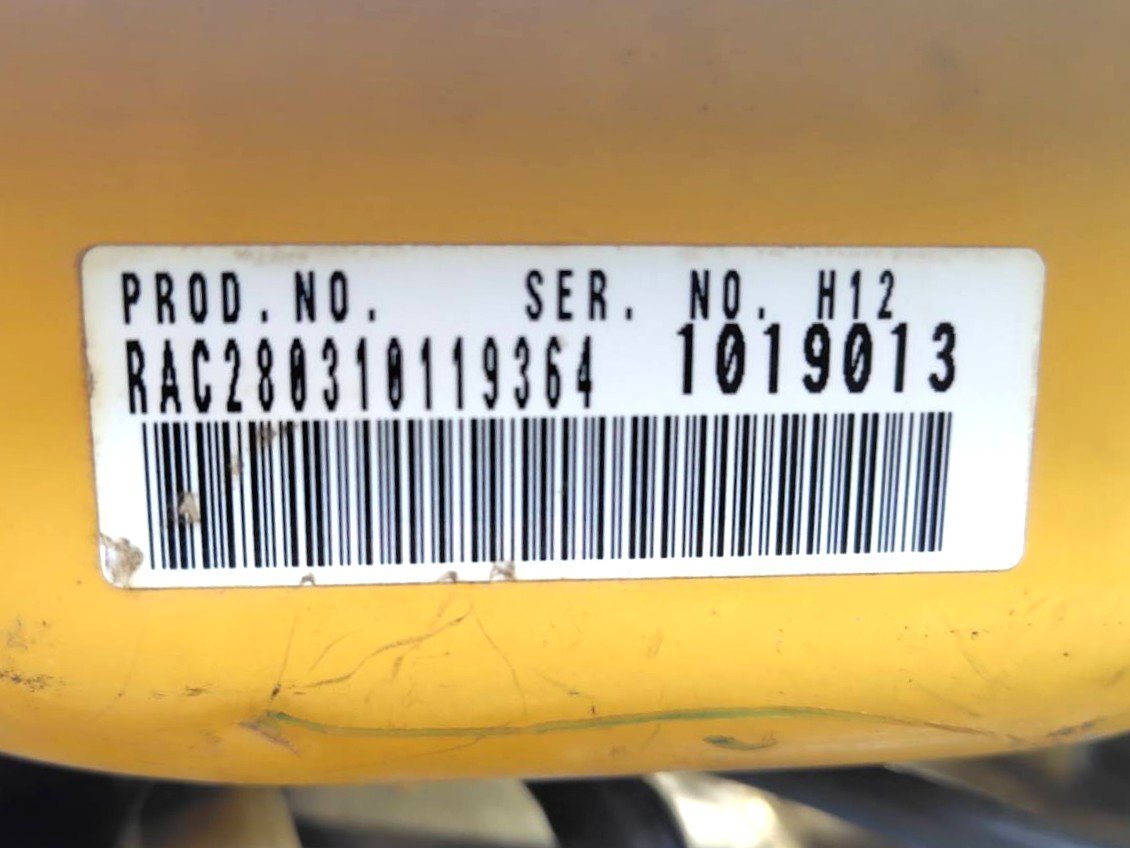 PROD.NO. SER. NO. H12
RAC280310119364 1019013